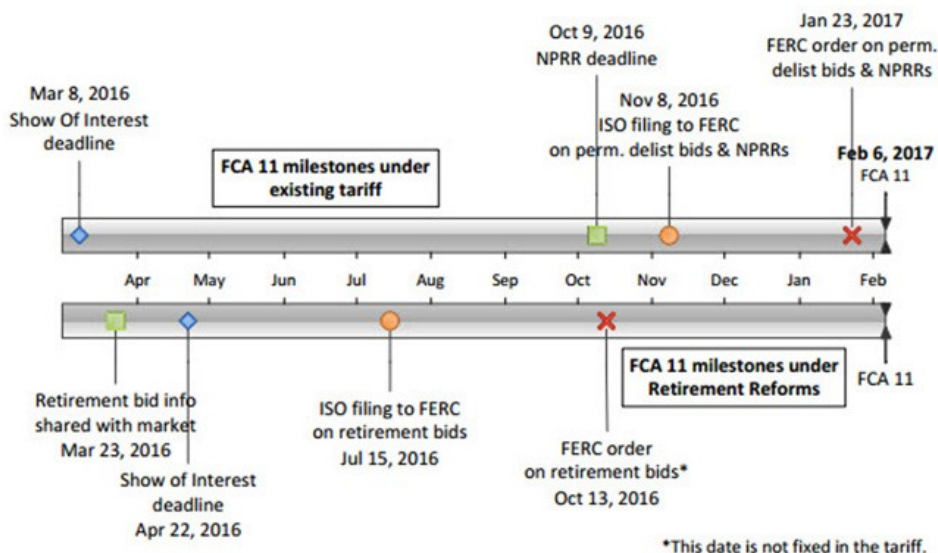 Jan 23, 2017
FERC order on perm.
delist bids & NPRRs
Oct 9, 2016
NPRR deadline
Mar 8, 2016
Show Of Interest
deadline
Nov 8, 2016
ISO filing to FERC
on perm. delist bids & NPRRs
FCA 11 milestones under
existing tariff
Feb 6, 2017
FCA 11
Apr May Jun Jul Aug Sep Oct Nov Dec Jan Feb
FCA 11 milestones under
Retirement Reforms
FCA 11
Retirement bid info
shared with market
Mar 23, 2016
ISO filing to FERC
on retirement bids
Jul 15, 2016
FERC order
on retirement bids*
Oct 13, 2016
Show of Interest
deadline
Apr 22, 2016
*This date is not fixed in the tariff.